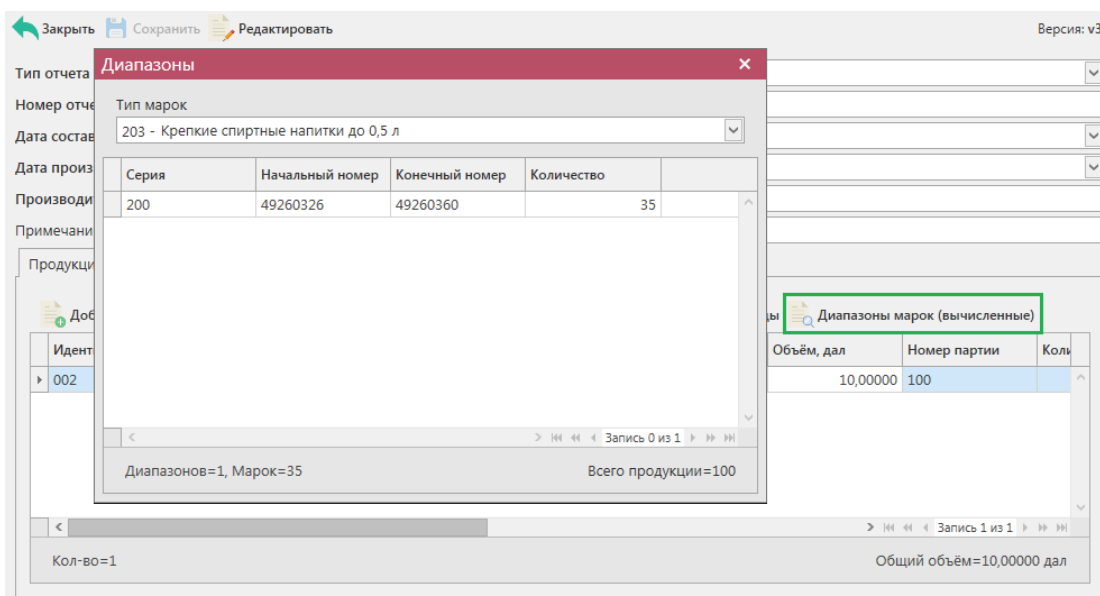 Закрыть Сохранить Редактировать Версия: v3
Диапазоны
Тип отчета
Номер отче
Дата состав
Дата произ
Производи
Примечани
Тип марок
203 - Крепкие спиртные напитки до 0,5 л
Серия Начальный номер Конечный номер Количество
200 49260326 49260360 35
Запись 0 из 1
Диапазонов=1, Марок=35 Всего продукции=100
Продукци
Доб ды Диапазоны марок (вычисленные)
Идент Объём, дал Номер партии Коли
002 10,00000 100
Запись 1 из 1
Кол-во=1 Общий объём=10,00000 дал